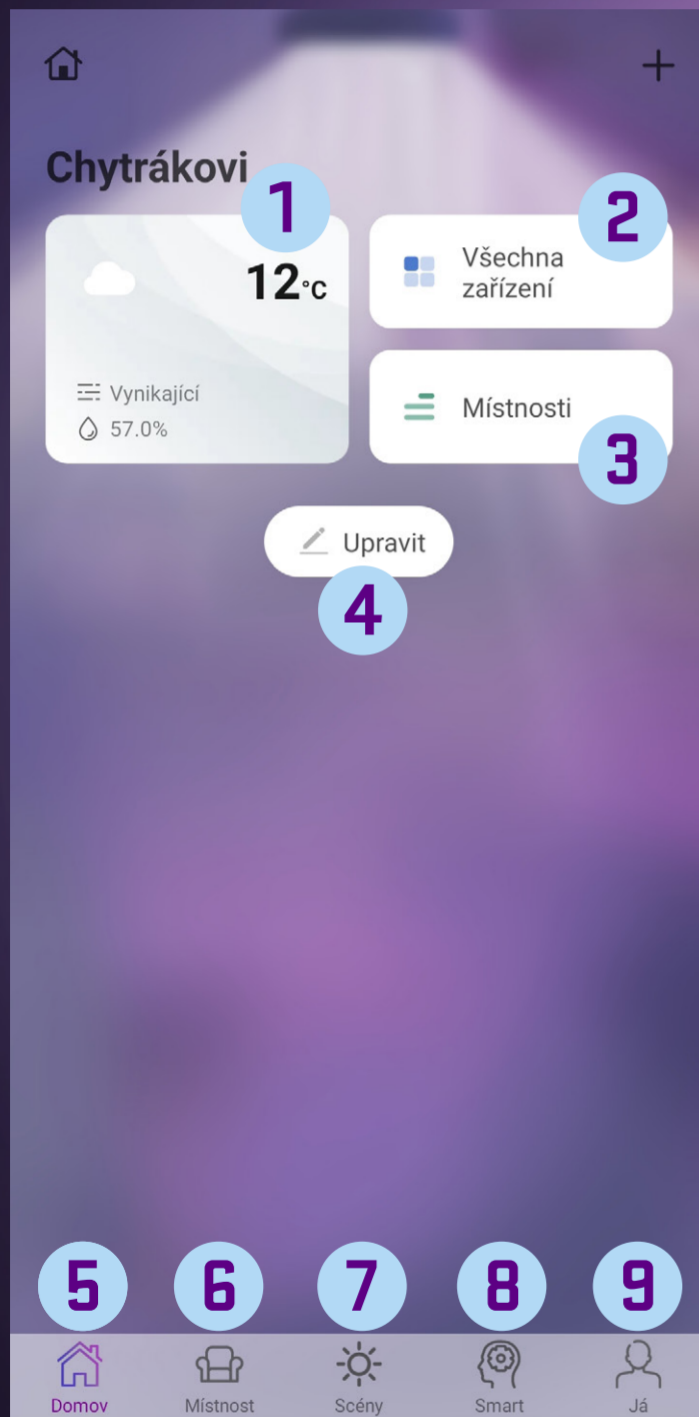 Chytrákovi
1
12°C
Vynikající
57.0%
2
Všechna
zařízení
Místnosti
3
Upravit
4
5
6
7
8
9
Domov
Místnost
Scény
Smart
Já